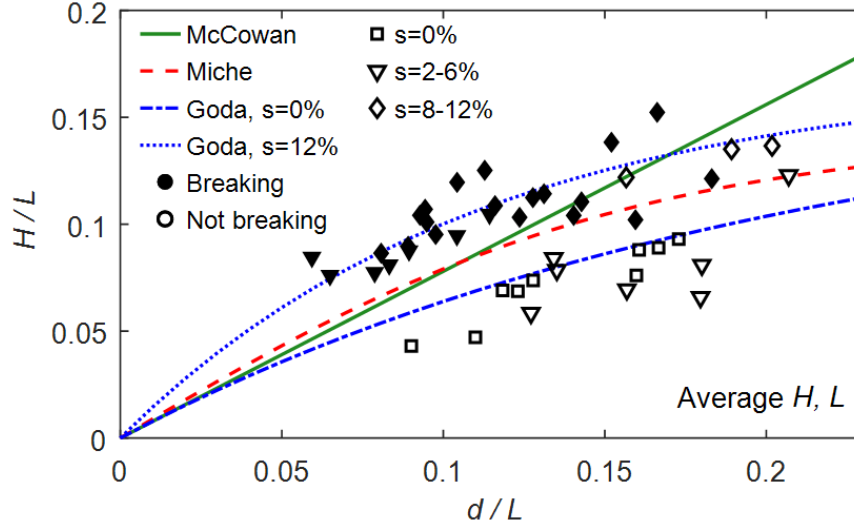 0.2
0.15
0.1
0.05
0
H / L
McCowan
Miche
Goda, s=0%
Goda, s=12%
Breaking
Not breaking
s=0%
s=2-6%
s=8-12%
Average H, L
0
0.05
0.1
0.15
0.2
d / L